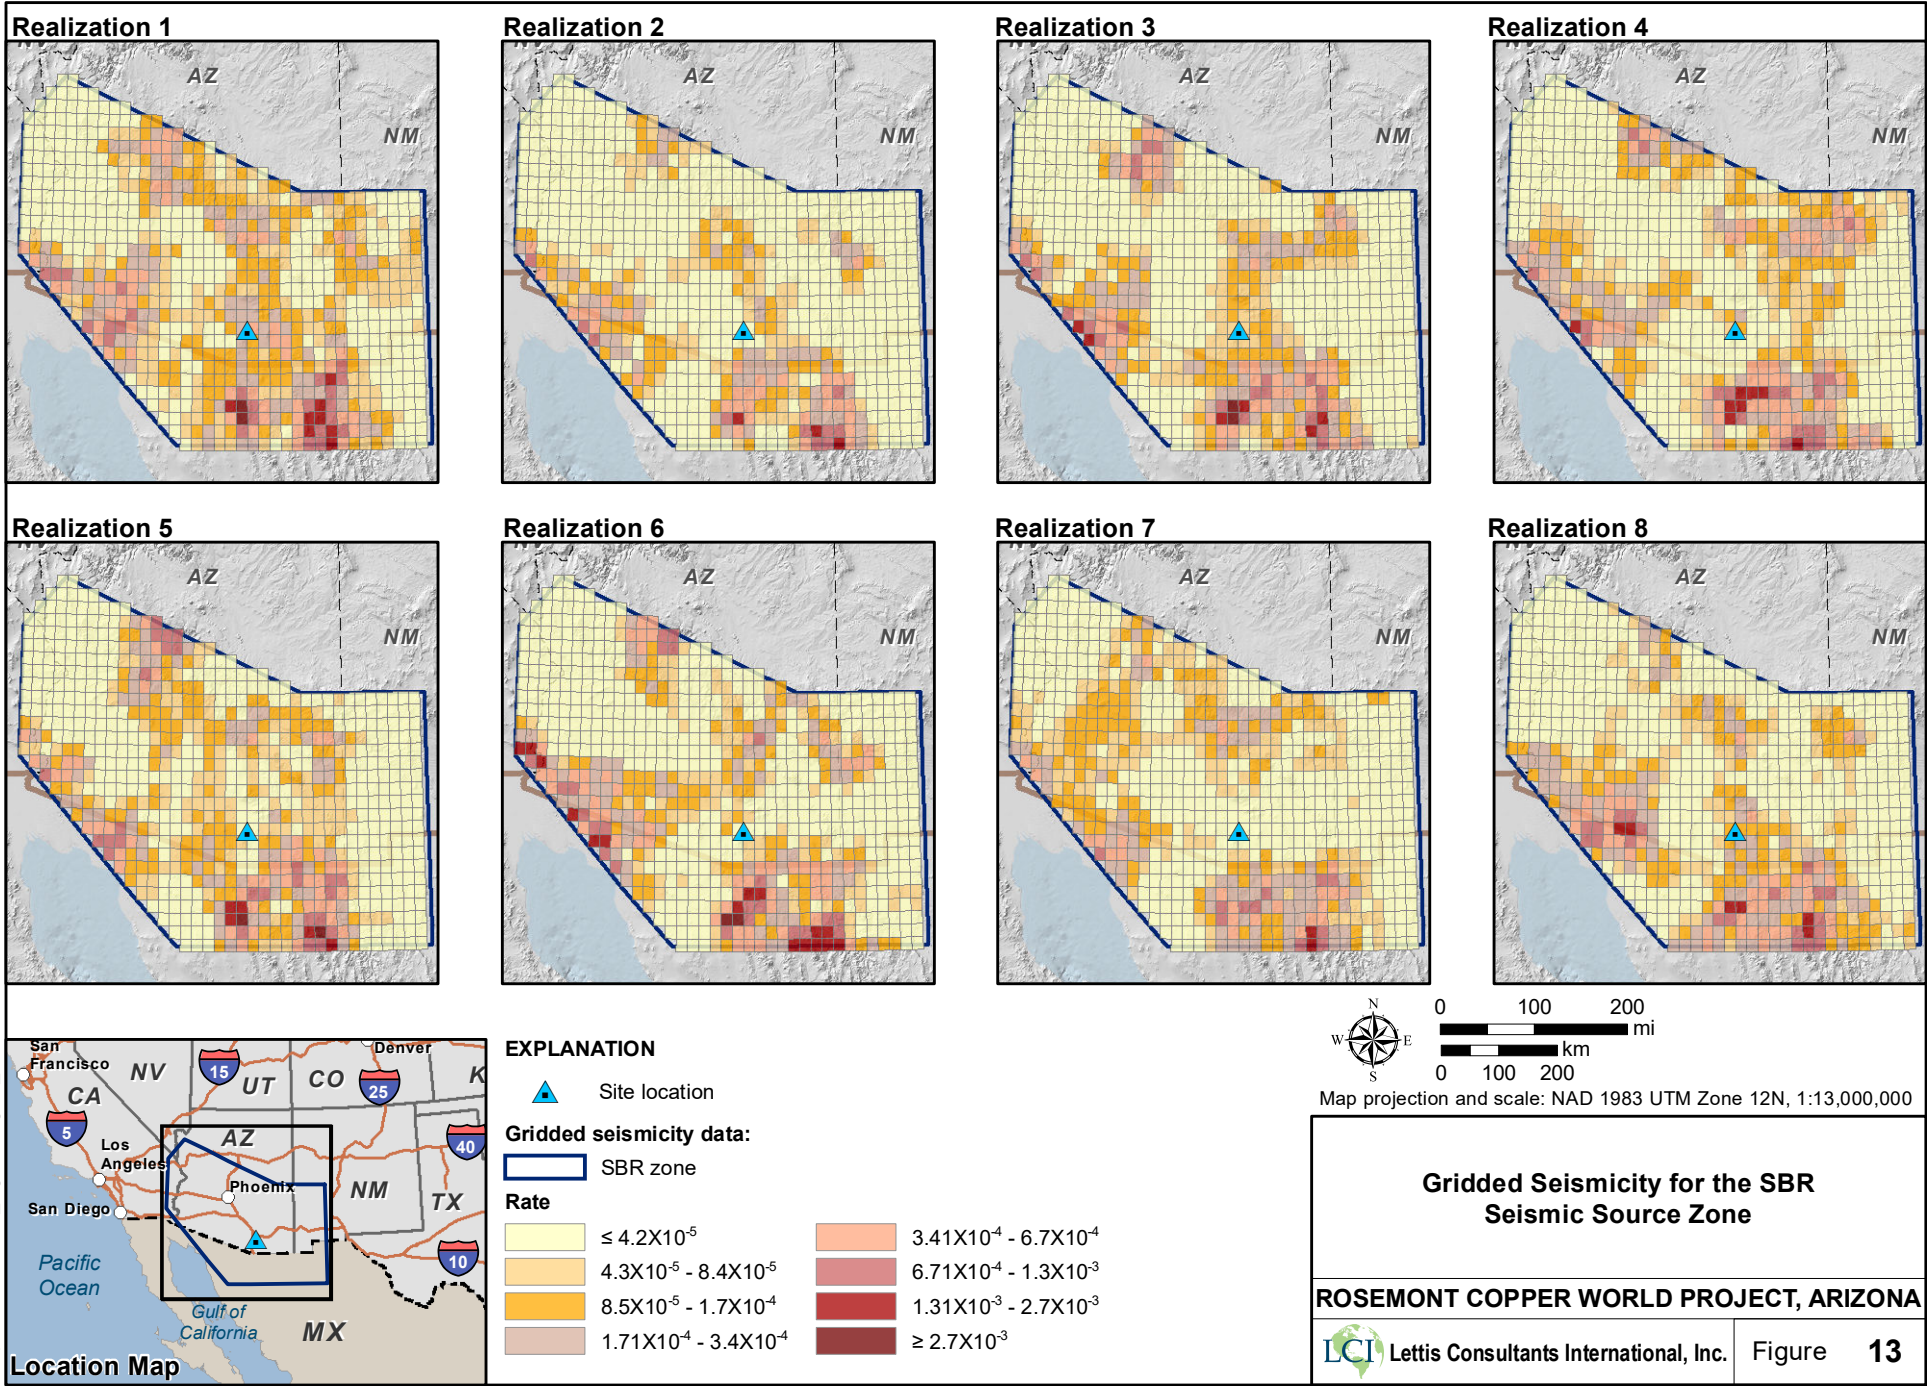 Realization 1
Realization 2
Realization 3
Realization 4
AZ
NM
AZ
NM
AZ
NM
AZ
NM
Realization 5
Realization 6
Realization 7
Realization 8
AZ
NM
AZ
NM
AZ
NM
AZ
NM
San
Francisco
NV
15
UT
CO
Denver
25
K
CA
5
Los
Angeles
AZ
40
Phoenix
NM
TX
San Diego
10
Pacific
Ocean
Gulf of
California
MX
Location Map
EXPLANATION
Site location
Gridded seismicity data:
SBR zone
Rate
≤ 4.2X10⁻⁵
4.3X10⁻⁵ - 8.4X10⁻⁵
8.5X10⁻⁵ - 1.7X10⁻⁴
1.71X10⁻⁴ - 3.4X10⁻⁴
3.41X10⁻⁴ - 6.7X10⁻⁴
6.71X10⁻⁴ - 1.3X10⁻³
1.31X10⁻³ - 2.7X10⁻³
≥ 2.7X10⁻³
N
W E
S
0 100 200
mi
km
0 100 200
Map projection and scale: NAD 1983 UTM Zone 12N, 1:13,000,000
Gridded Seismicity for the SBR
Seismic Source Zone
ROSEMONT COPPER WORLD PROJECT, ARIZONA
LCI Lettis Consultants International, Inc.
Figure 13